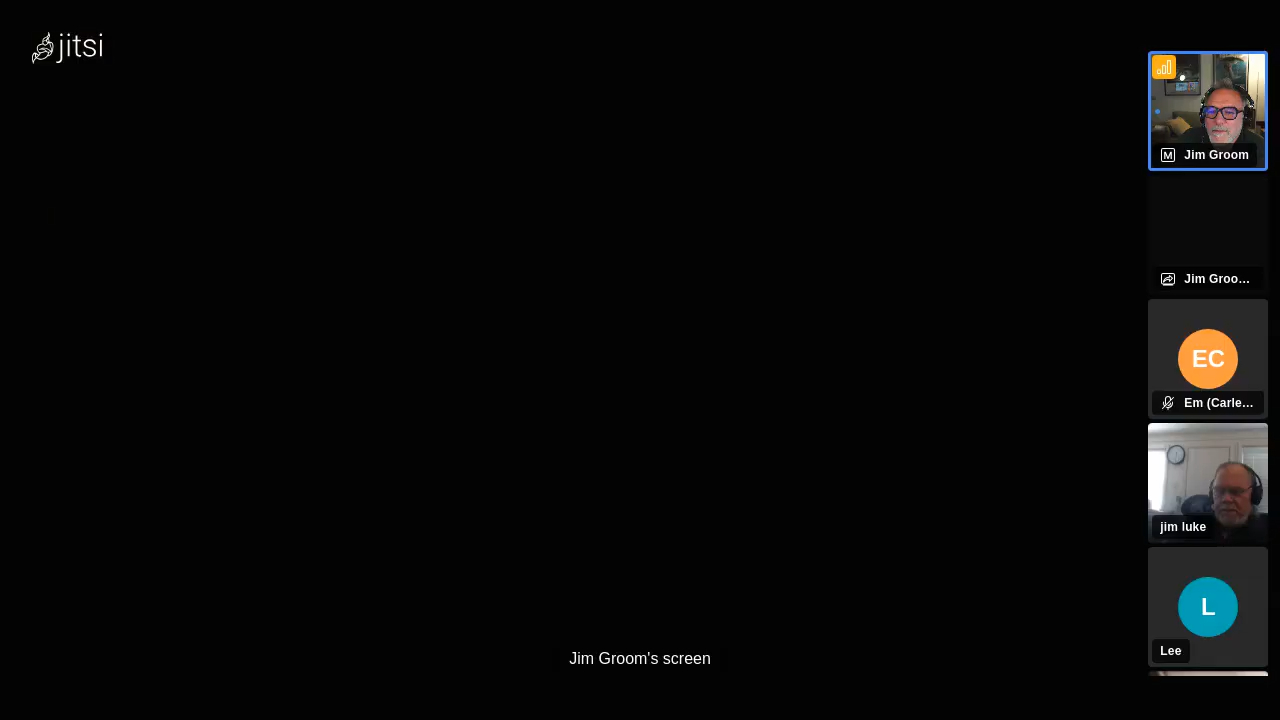 jitsi
M
Jim Groom
Jim Groo...
EC
Em (Carle...
jim luke
L
Lee
Jim Groom's screen